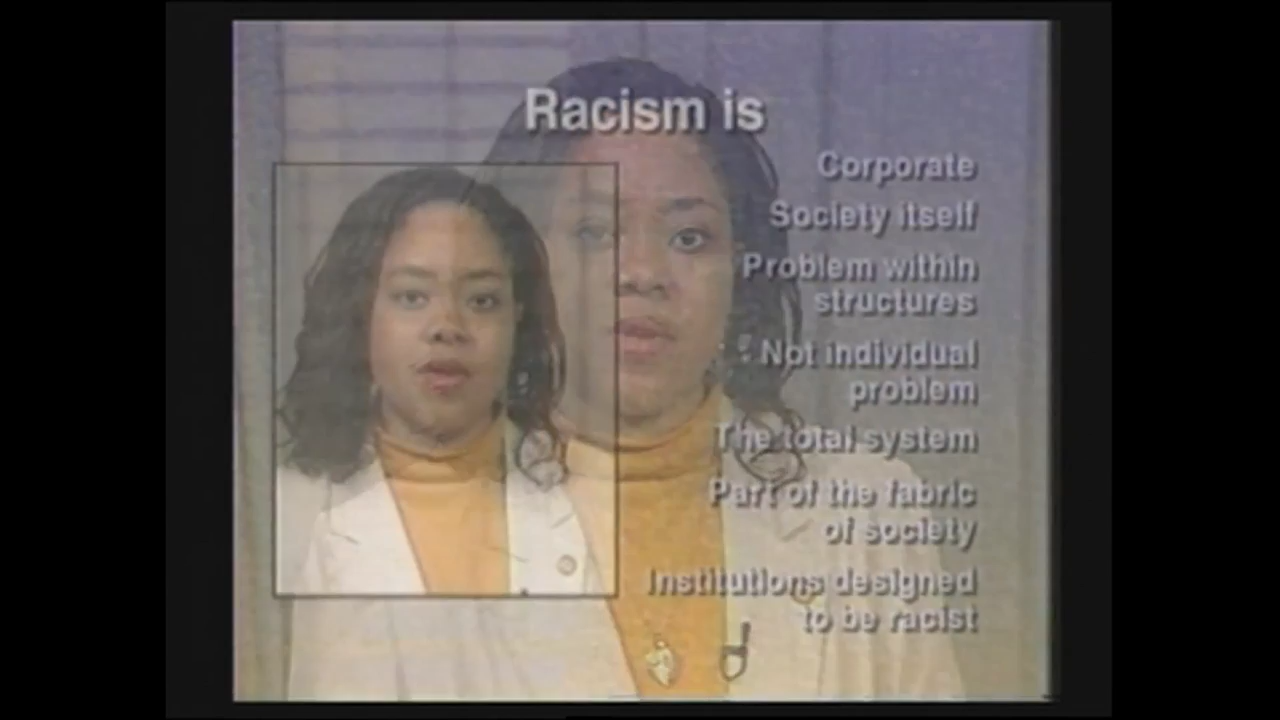 Racism is
Corporate
Society itself
Problem within
structures
Not individual
problem
The total system
Part of the fabric
of society
Institutions designed
to be racist